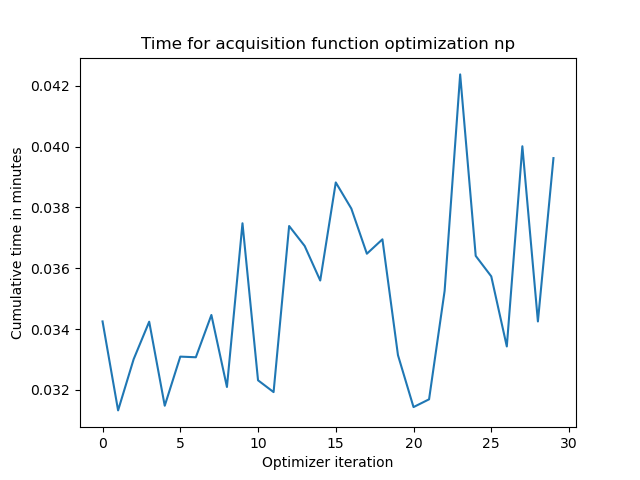 Time for acquisition function optimization np
0.042
0.040
0.038
0.036
0.034
0.032
Cumulative time in minutes
0 5 10 15 20 25 30
Optimizer iteration